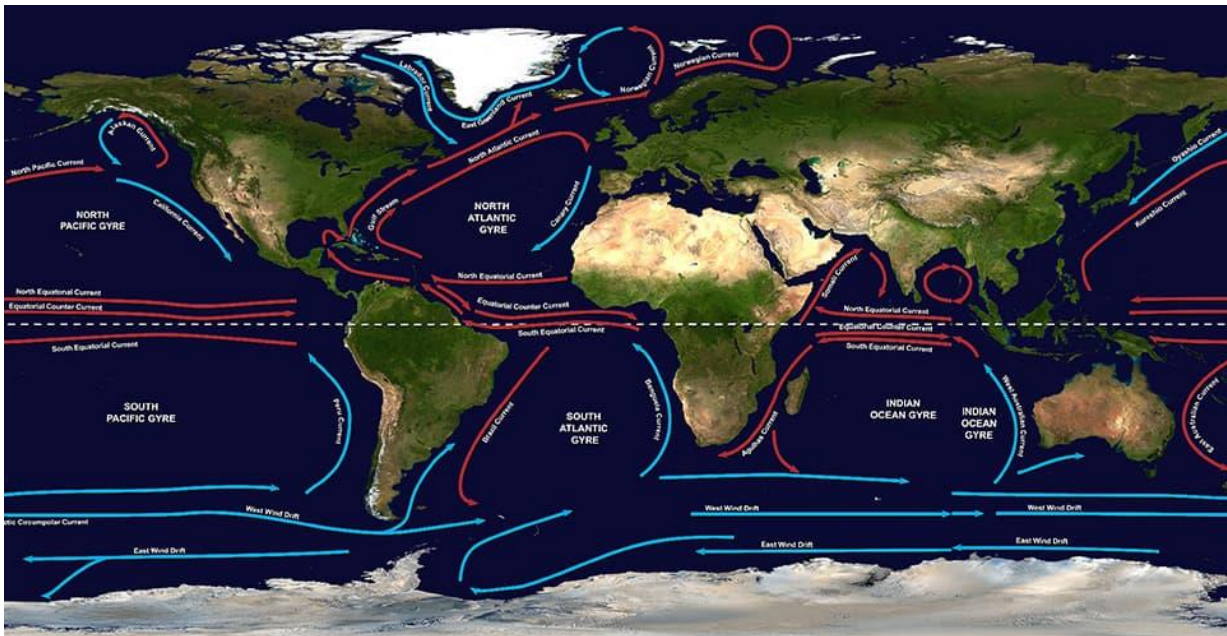 Labrador Current
East Greenland Current
Norwegian Current
Norwegian Current
Alaskan Current
North Pacific Current
California Current
NORTH
PACIFIC GYRE
Gulf Stream
North Atlantic Current
NORTH
ATLANTIC
GYRE
Canary Current
Oyashio Current
Kuroshio Current
North Equatorial Current
Equatorial Counter Current
South Equatorial Current
North Equatorial Current
Equatorial Counter Current
South Equatorial Current
Somali Current
North Equatorial Current
Equatorial Counter Current
South Equatorial Current
SOUTH
PACIFIC GYRE
Peru Current
Brazil Current
SOUTH
ATLANTIC
GYRE
Benguela Current
Agulhas Current
INDIAN
OCEAN GYRE
INDIAN
OCEAN
GYRE
West Australian Current
East Australian Current
West Wind Drift
ctic Circumpolar Current
West Wind Drift
West Wind Drift
East Wind Drift
East Wind Drift
East Wind Drift